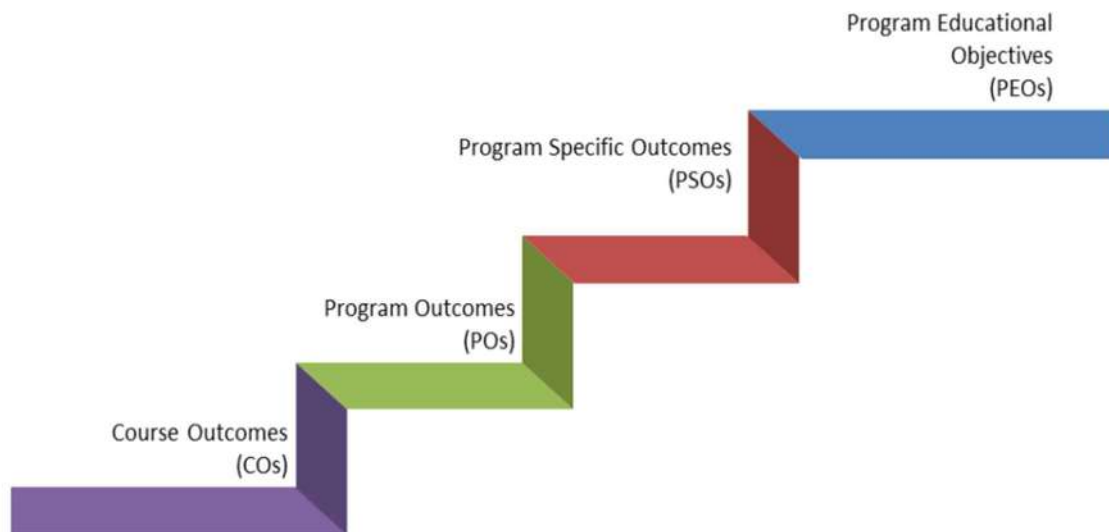 Program Educational
Objectives
(PEOs)
Program Specific Outcomes
(PSOs)
Program Outcomes
(POs)
Course Outcomes
(COs)